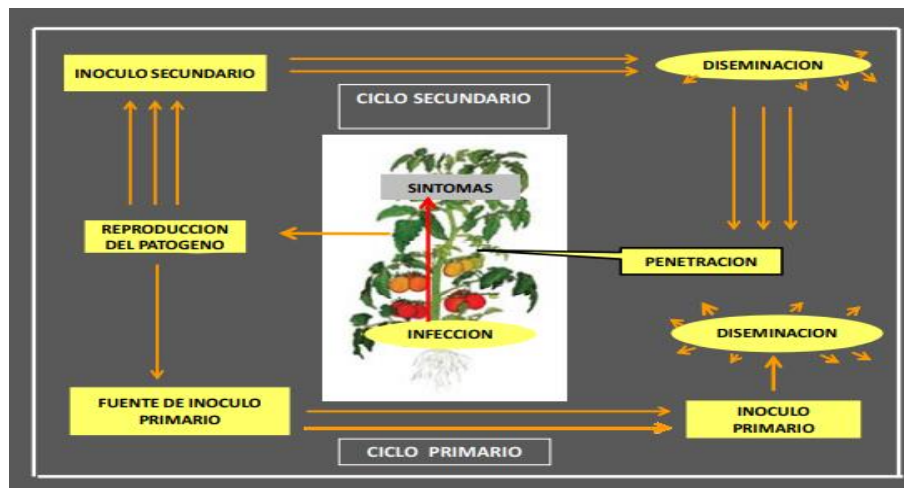 INOCULO SECUNDARIO
DISEMINACION
CICLO SECUNDARIO
SINTOMAS
REPRODUCCION
DEL PATOGENO
PENETRACION
INFECCION
DISEMINACION
FUENTE DE INOCULO
PRIMARIO
INOCULO
PRIMARIO
CICLO PRIMARIO